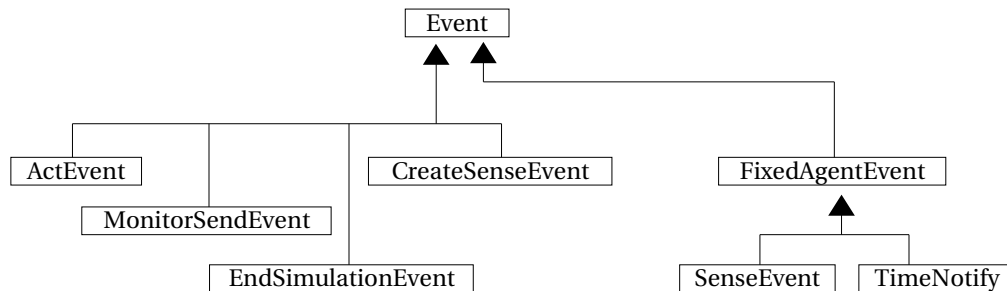 Event
ActEvent
CreateSenseEvent
FixedAgentEvent
MonitorSendEvent
EndSimulationEvent
SenseEvent
TimeNotify